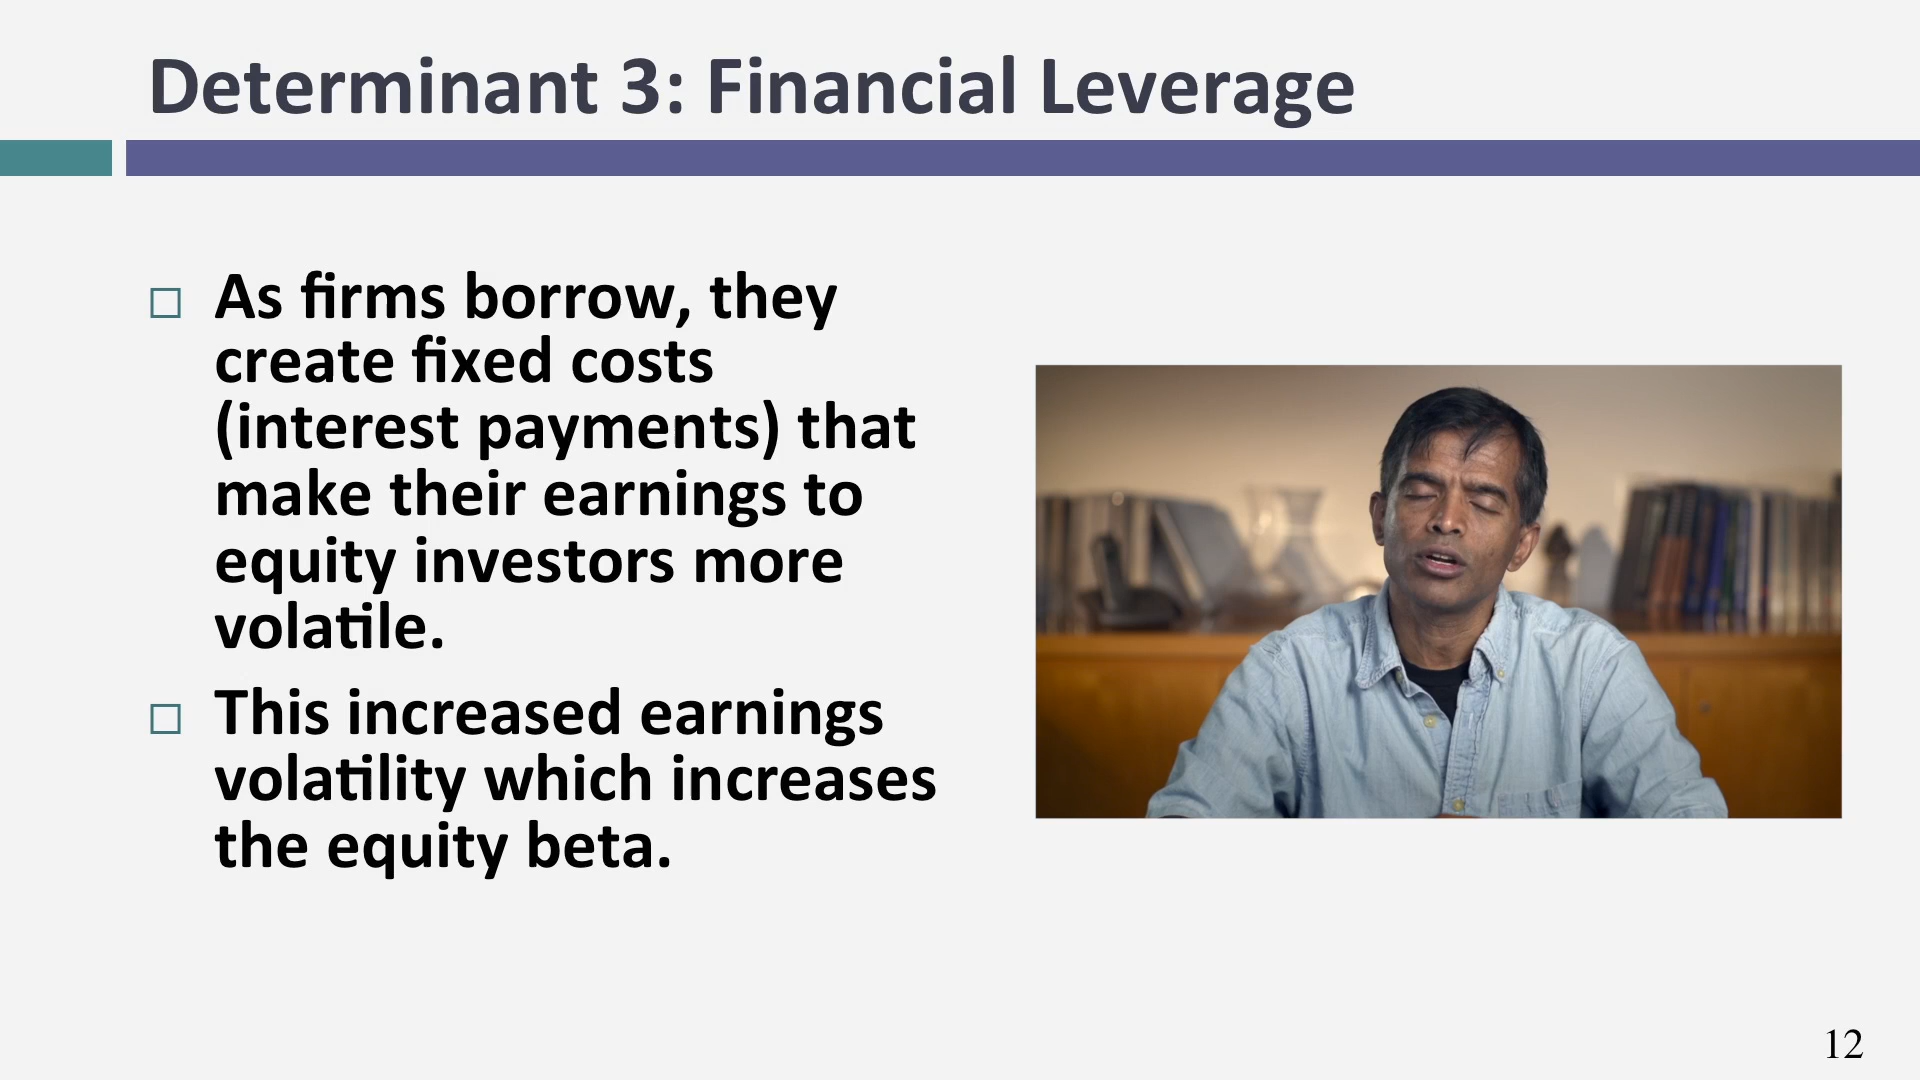 Determinant 3: Financial Leverage
As firms borrow, they
create fixed costs
(interest payments) that
make their earnings to
equity investors more
volatile.
This increased earnings
volatility which increases
the equity beta.
12